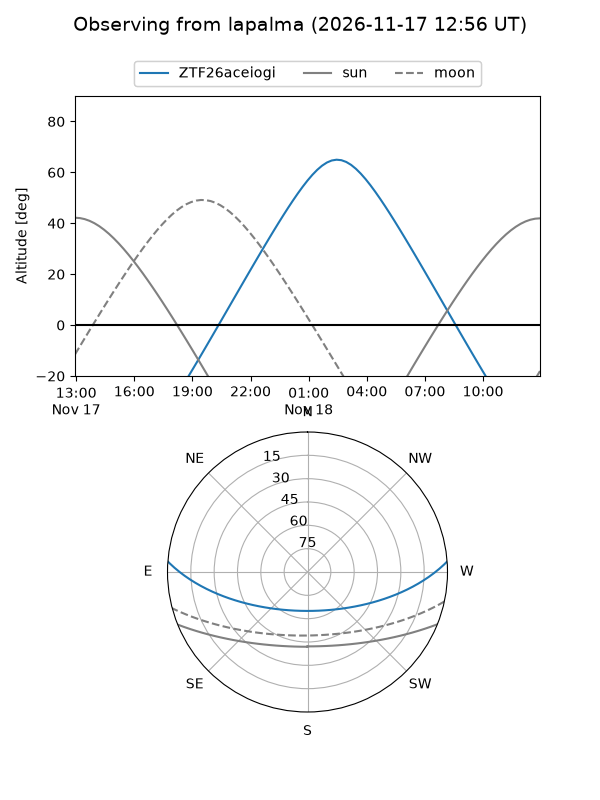 Observing from lapalma (2026-11-17 12:56 UT)
ZTF26aceiogi sun moon
Altitude [deg]
80
60
40
20
0
−20
13:00 16:00 19:00 22:00 01:00 04:00 07:00 10:00
Nov 17 Nov 18
N
NE NW
15
30
45
60
75
E W
SE SW
S